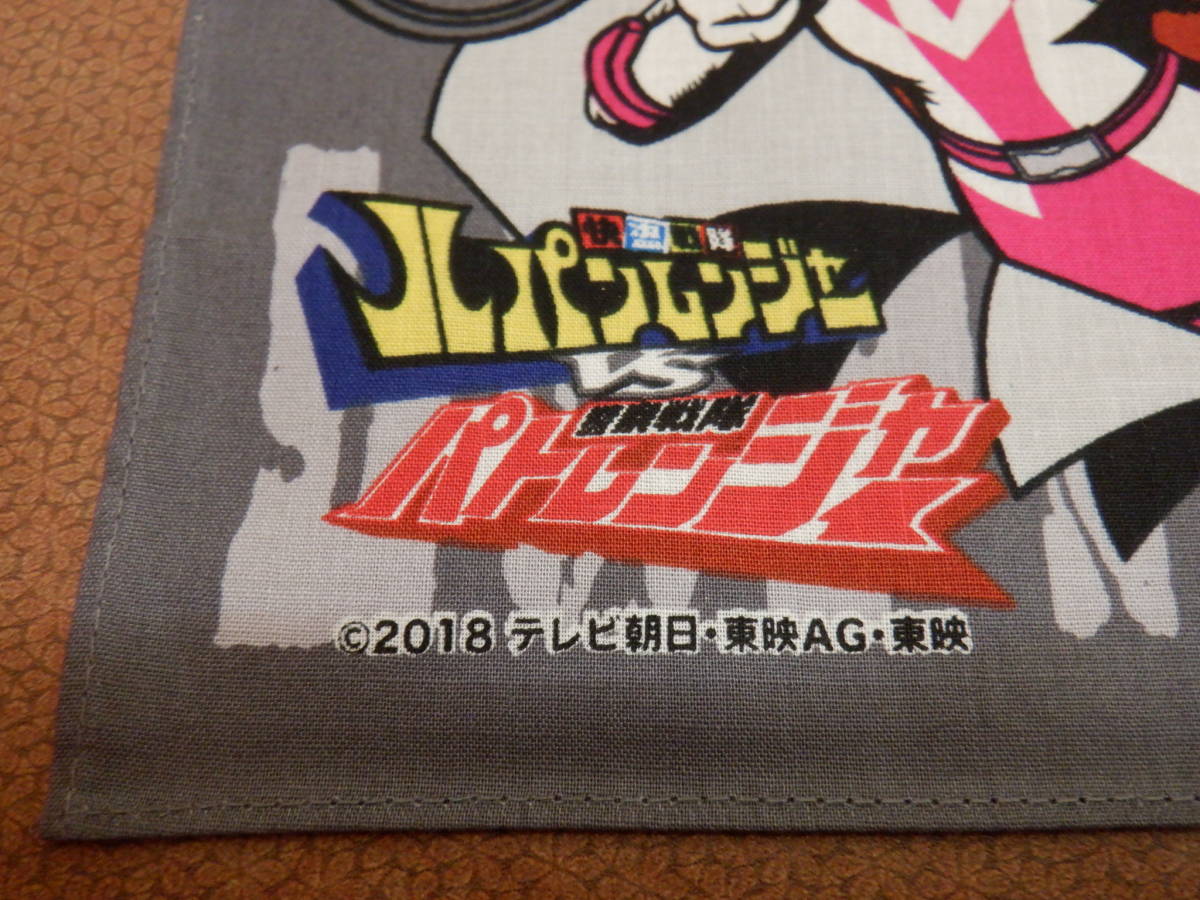 快盗戦隊
ルパンレンジャー
VS
警察戦隊
パトレンジャー
©2018 テレビ朝日・東映AG・東映